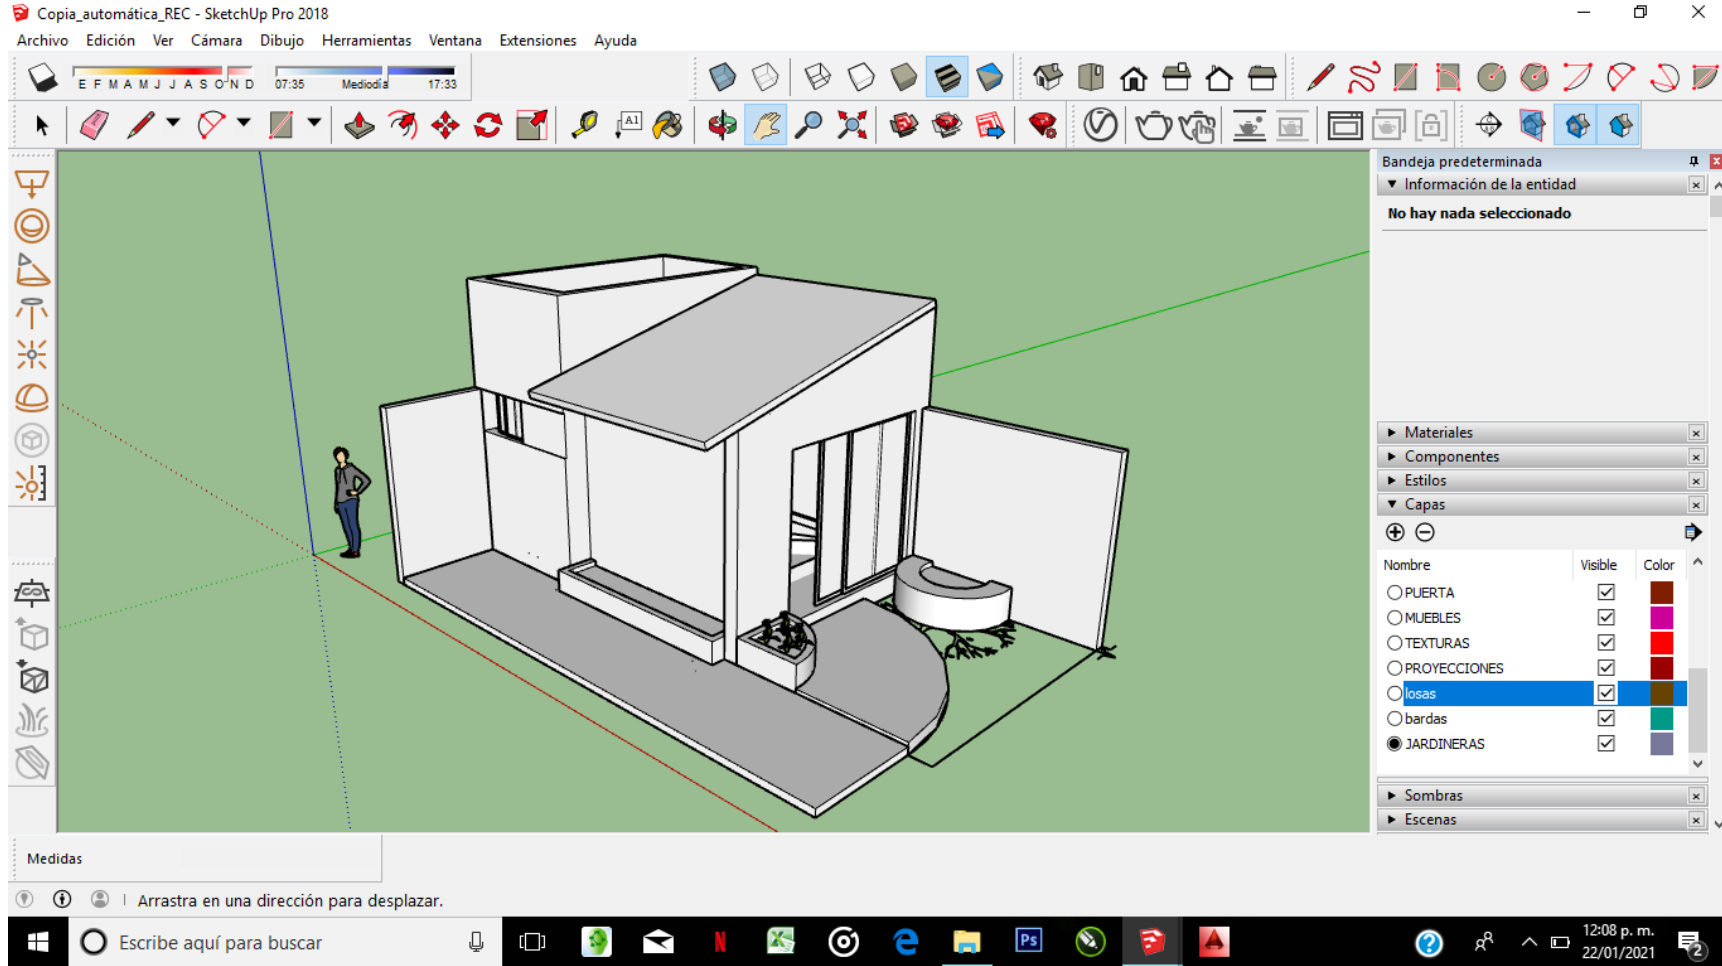 Copia_automática_REC - SketchUp Pro 2018
Archivo Edición Ver Cámara Dibujo Herramientas Ventana Extensiones Ayuda
E F M A M J J A S O N D 07:35 Mediodía 17:33
A1
Bandeja predeterminada
Información de la entidad
No hay nada seleccionado
Materiales
Componentes
Estilos
Capas
Nombre Visible Color
PUERTA
MUEBLES
TEXTURAS
PROYECCIONES
losas
bardas
JARDINERAS
Sombras
Escenas
Medidas
Arrastra en una dirección para desplazar.
Escribe aquí para buscar
N
Ps
12:08 p. m.
22/01/2021
2